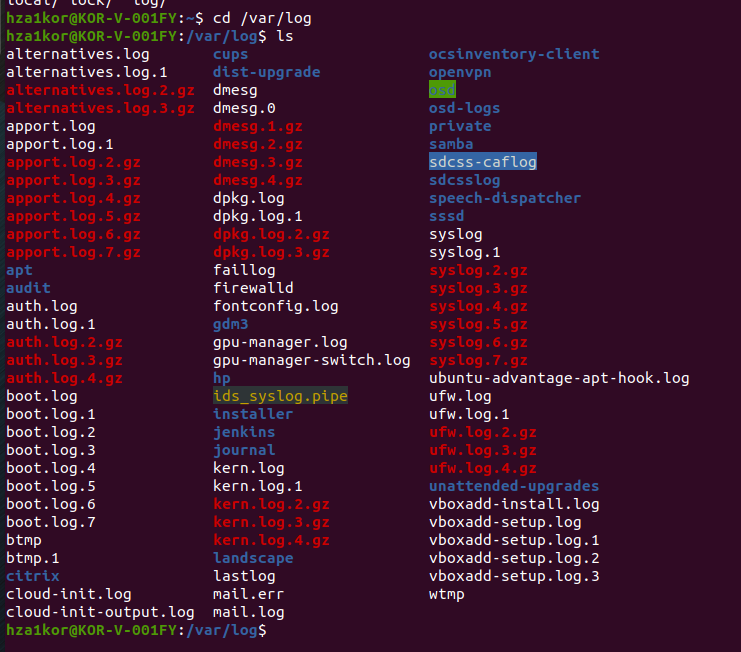 local/ lock/ log/
hza1kor@KOR-V-001FY:~$ cd /var/log
hza1kor@KOR-V-001FY:/var/log$ ls
alternatives.log cups ocsinventory-client
alternatives.log.1 dist-upgrade openvpn
alternatives.log.2.gz dmesg osd
alternatives.log.3.gz dmesg.0 osd-logs
apport.log dmesg.1.gz private
apport.log.1 dmesg.2.gz samba
apport.log.2.gz dmesg.3.gz sdcss-caflog
apport.log.3.gz dmesg.4.gz sdcsslog
apport.log.4.gz dpkg.log speech-dispatcher
apport.log.5.gz dpkg.log.1 sssd
apport.log.6.gz dpkg.log.2.gz syslog
apport.log.7.gz dpkg.log.3.gz syslog.1
apt faillog syslog.2.gz
audit firewalld syslog.3.gz
auth.log fontconfig.log syslog.4.gz
auth.log.1 gdm3 syslog.5.gz
auth.log.2.gz gpu-manager.log syslog.6.gz
auth.log.3.gz gpu-manager-switch.log syslog.7.gz
auth.log.4.gz hp ubuntu-advantage-apt-hook.log
boot.log ids_syslog.pipe ufw.log
boot.log.1 installer ufw.log.1
boot.log.2 jenkins ufw.log.2.gz
boot.log.3 journal ufw.log.3.gz
boot.log.4 kern.log ufw.log.4.gz
boot.log.5 kern.log.1 unattended-upgrades
boot.log.6 kern.log.2.gz vboxadd-install.log
boot.log.7 kern.log.3.gz vboxadd-setup.log
btmp kern.log.4.gz vboxadd-setup.log.1
btmp.1 landscape vboxadd-setup.log.2
citrix lastlog vboxadd-setup.log.3
cloud-init.log mail.err wtmp
cloud-init-output.log mail.log
hza1kor@KOR-V-001FY:/var/log$